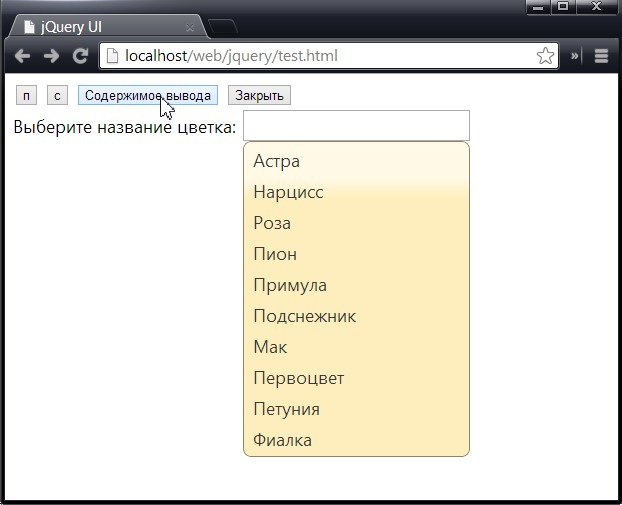 jQuery UI
localhost/web/jquery/test.html
п с Содержимое вывода Закрыть
Выберите название цветка:
Астра
Нарцисс
Роза
Пион
Примула
Подснежник
Мак
Первоцвет
Петуния
Фиалка